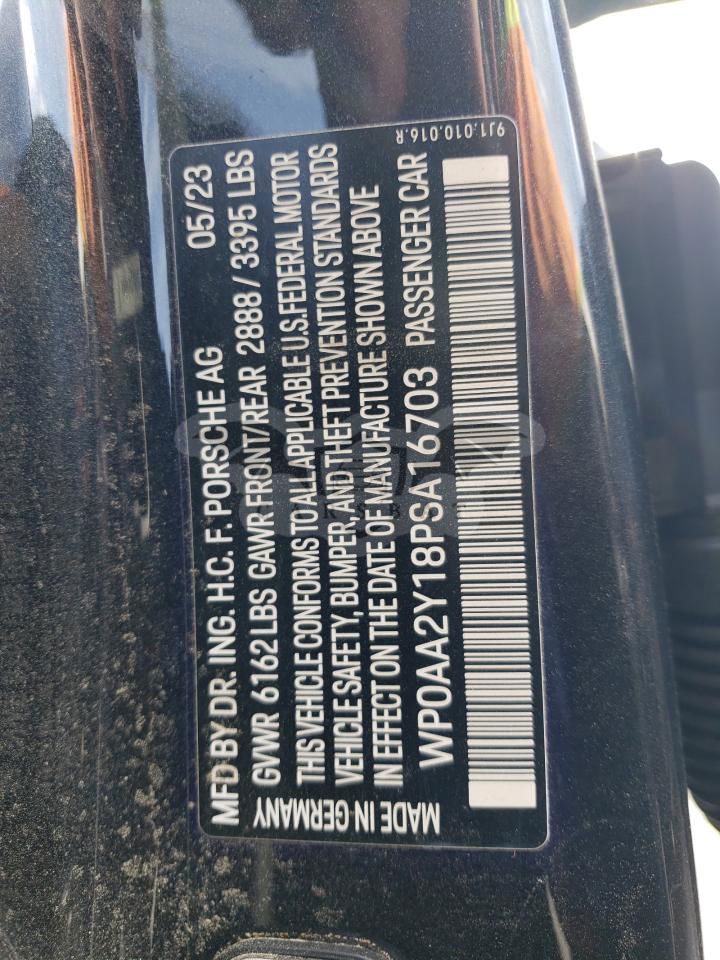 MFD BY DR. ING. H.C. F. PORSCHE AG 05/23
GVWR 6162 LBS GAWR FRONT/REAR 2888 / 3395 LBS
THIS VEHICLE CONFORMS TO ALL APPLICABLE U.S. FEDERAL MOTOR
VEHICLE SAFETY, BUMPER, AND THEFT PREVENTION STANDARDS
IN EFFECT ON THE DATE OF MANUFACTURE SHOWN ABOVE
WP0AA2Y18PSA16703 PASSENGER CAR
MADE IN GERMANY
9J1.010.016.R